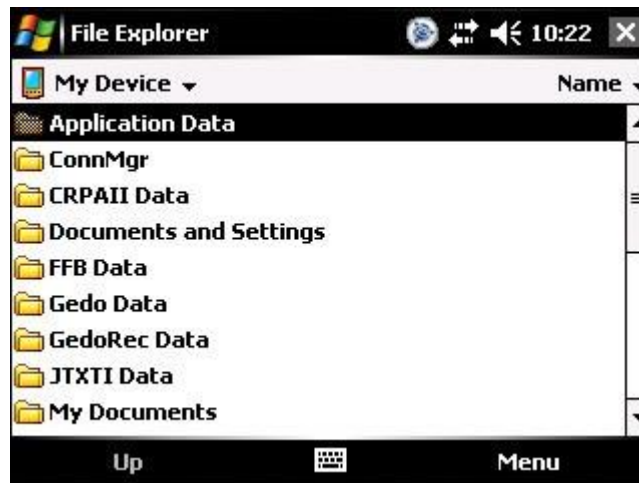 File Explorer 10:22
My Device Name
Application Data
ConnMgr
CRPAII Data
Documents and Settings
FFB Data
Gedo Data
GedoRec Data
JTXTI Data
My Documents
Up Menu